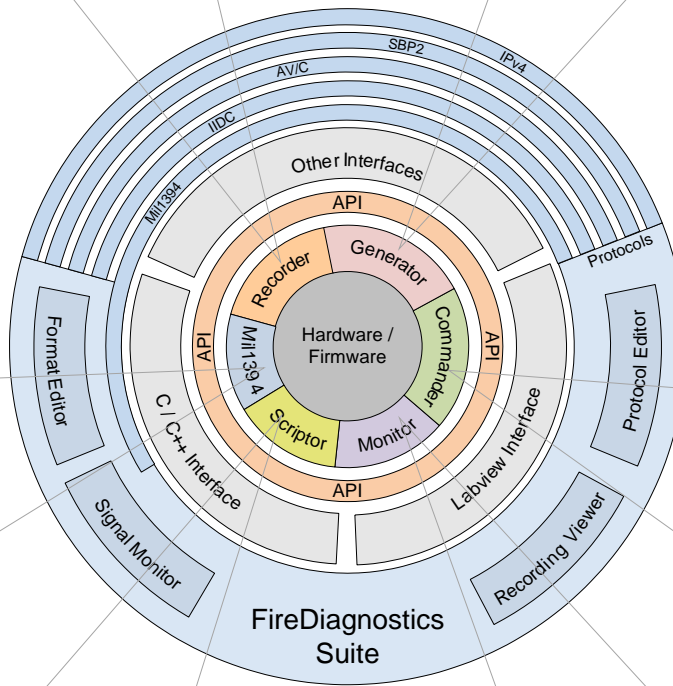 IPv4
SBP2
AV/C
IIDC
Mil1394
Protocols
Other Interfaces
API
Recorder
Generator
Hardware /
Firmware
Mil1394
Commander
Scriptor
Monitor
API
API
API
C / C++ Interface
Labview Interface
Format Editor
Protocol Editor
Signal Monitor
Recording Viewer
FireDiagnostics
Suite